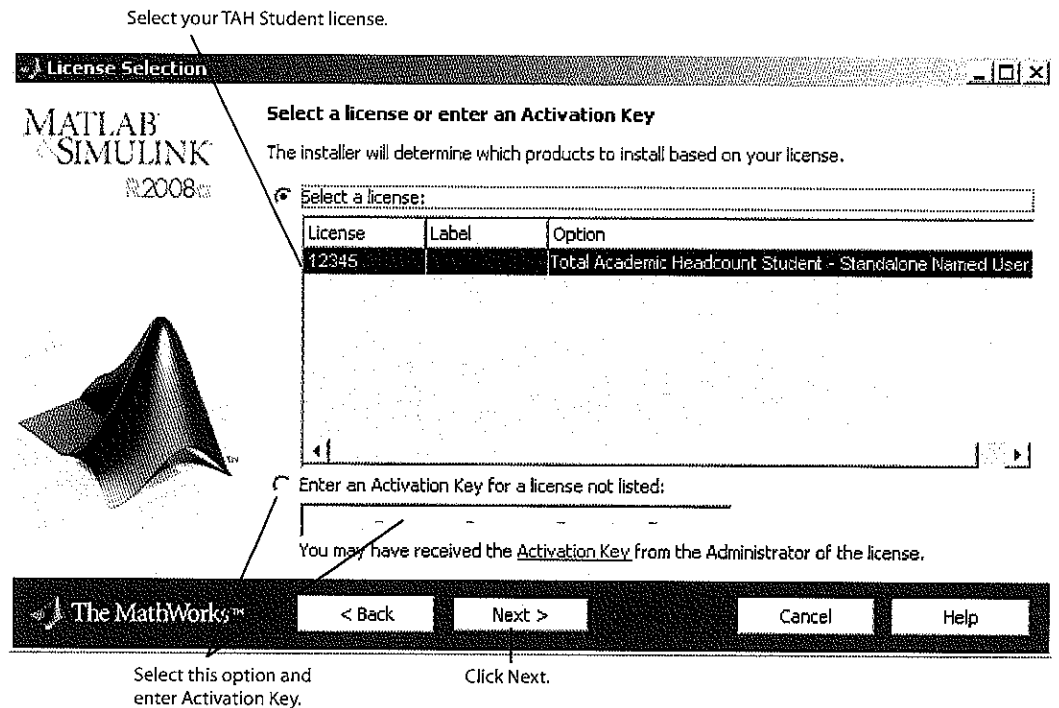 Select your TAH Student license.
License Selection
MATLAB
SIMULINK
R2008a
Select a license or enter an Activation Key
The installer will determine which products to install based on your license.
Select a license:
License Label Option
12345 Total Academic Headcount Student - Standalone Named User
Enter an Activation Key for a license not listed:
You may have received the Activation Key from the Administrator of the license.
The MathWorks™
< Back Next > Cancel Help
Select this option and
enter Activation Key.
Click Next.